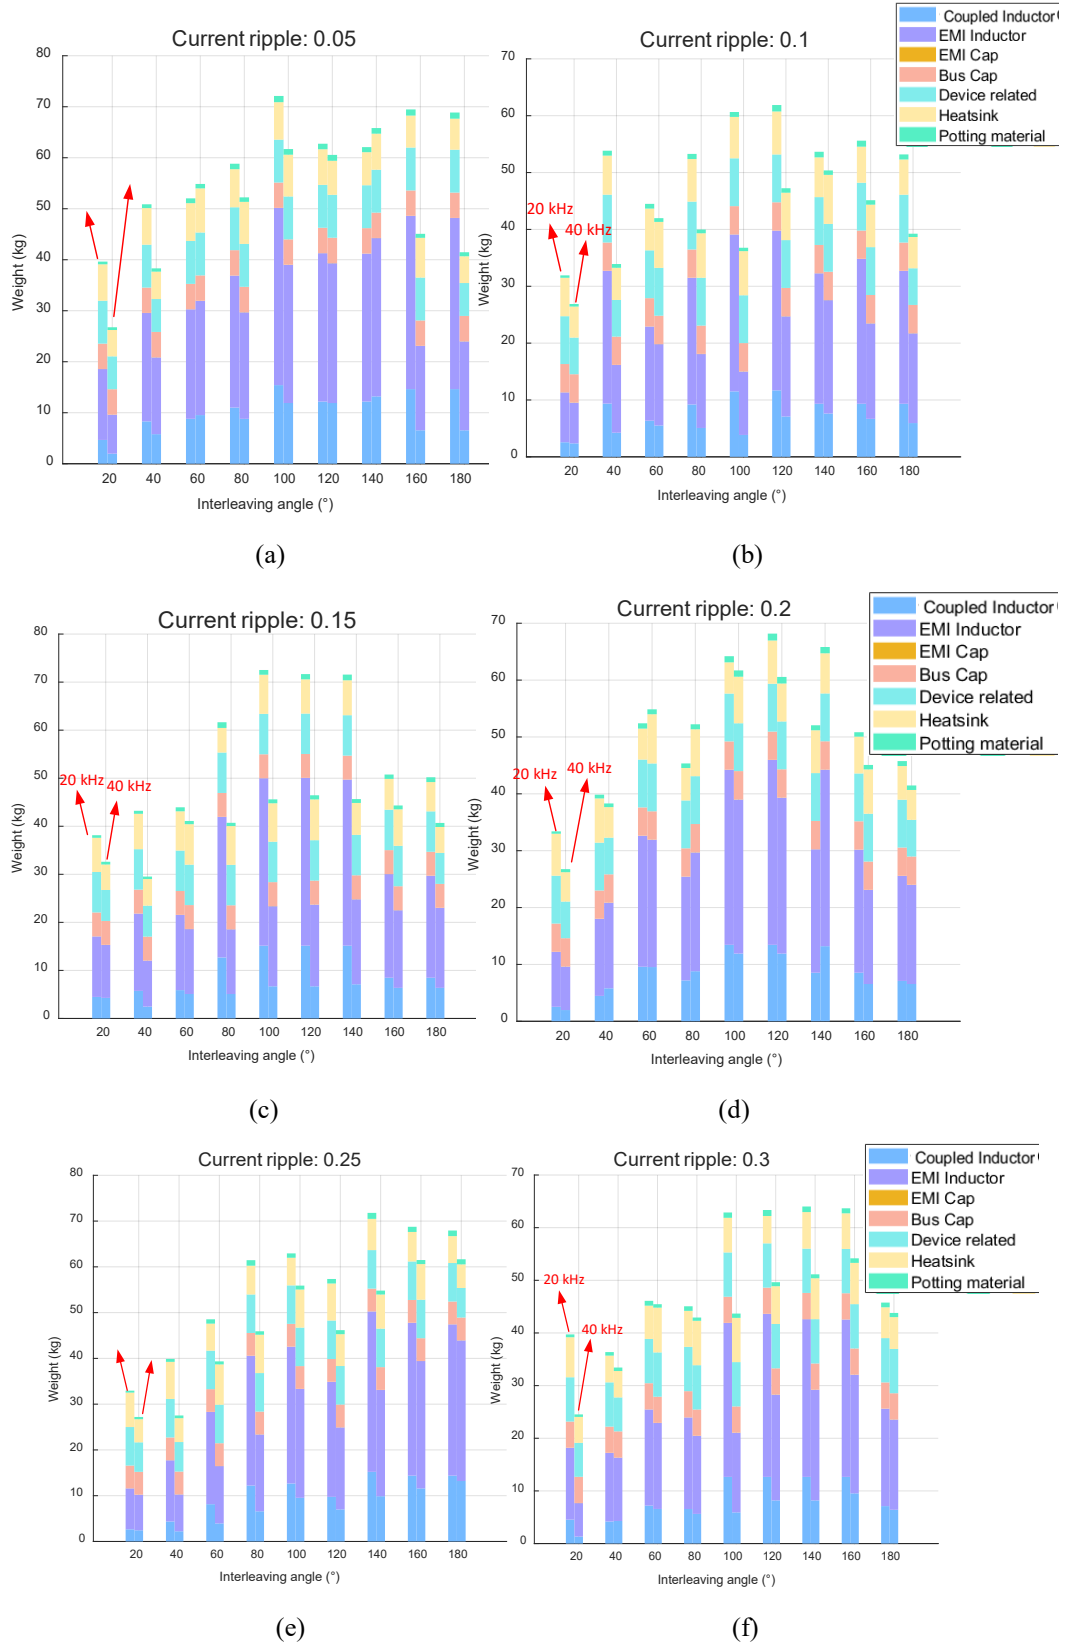 Current ripple: 0.05
80
70
60
50
40
30
20
10
0
Weight (kg)
20 40 60 80 100 120 140 160 180
Interleaving angle (°)
(a)
Current ripple: 0.1
Coupled Inductor
EMI Inductor
EMI Cap
Bus Cap
Device related
Heatsink
Potting material
70
60
50
40
30
20
10
0
Weight (kg)
20 kHz
40 kHz
20 40 60 80 100 120 140 160 180
Interleaving angle (°)
(b)
Current ripple: 0.15
80
70
60
50
40
30
20
10
0
Weight (kg)
20 kHz
40 kHz
20 40 60 80 100 120 140 160 180
Interleaving angle (°)
(c)
Current ripple: 0.2
Coupled Inductor
EMI Inductor
EMI Cap
Bus Cap
Device related
Heatsink
Potting material
70
60
50
40
30
20
10
0
Weight (kg)
20 kHz
40 kHz
20 40 60 80 100 120 140 160 180
Interleaving angle (°)
(d)
Current ripple: 0.25
80
70
60
50
40
30
20
10
0
Weight (kg)
20 40 60 80 100 120 140 160 180
Interleaving angle (°)
(e)
Current ripple: 0.3
Coupled Inductor
EMI Inductor
EMI Cap
Bus Cap
Device related
Heatsink
Potting material
70
60
50
40
30
20
10
0
Weight (kg)
20 kHz
40 kHz
20 40 60 80 100 120 140 160 180
Interleaving angle (°)
(f)